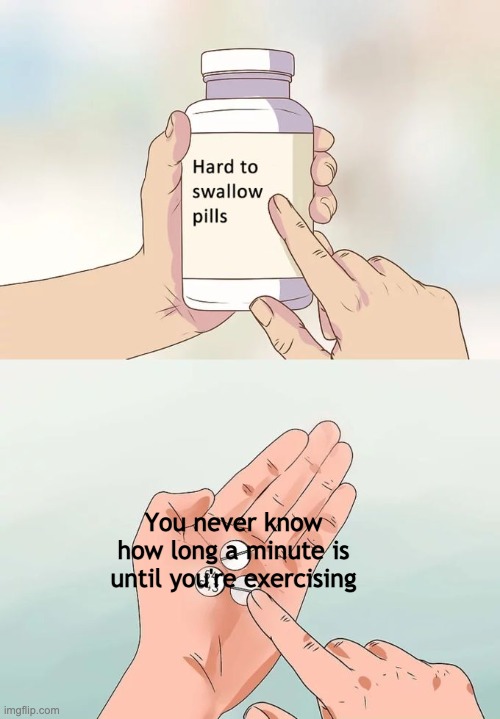 Hard to
swallow
pills
You never know
how long a minute is
until you're exercising
imgflip.com